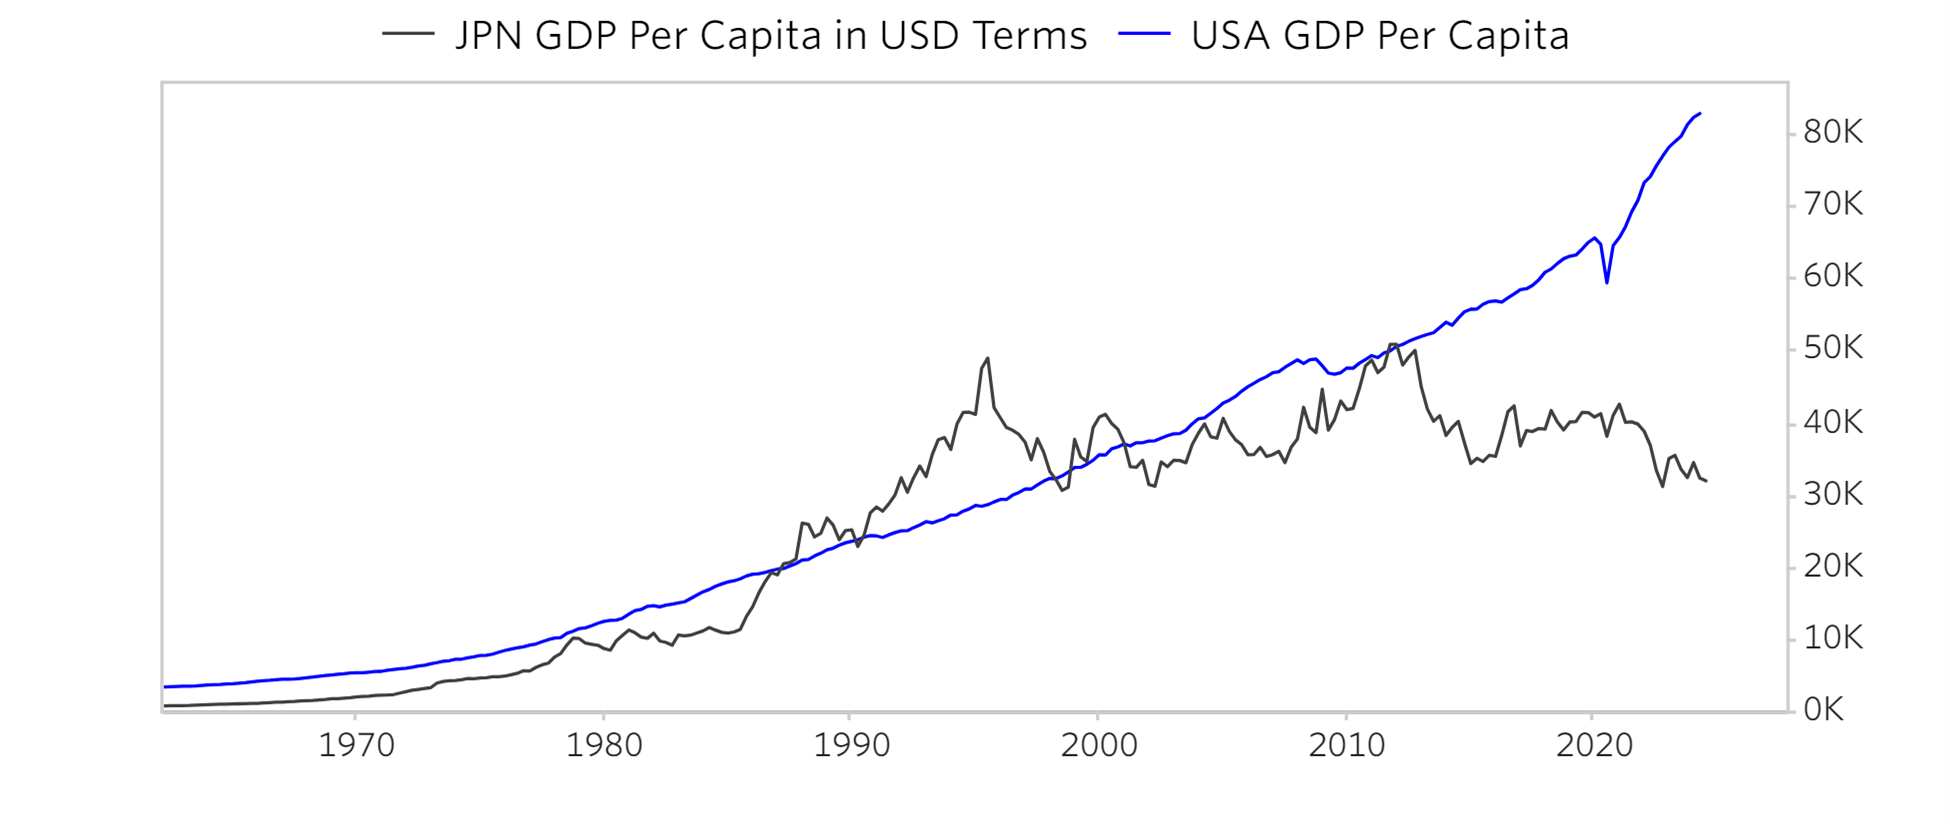 JPN GDP Per Capita in USD Terms USA GDP Per Capita
80K
70K
60K
50K
40K
30K
20K
10K
0K
1970 1980 1990 2000 2010 2020